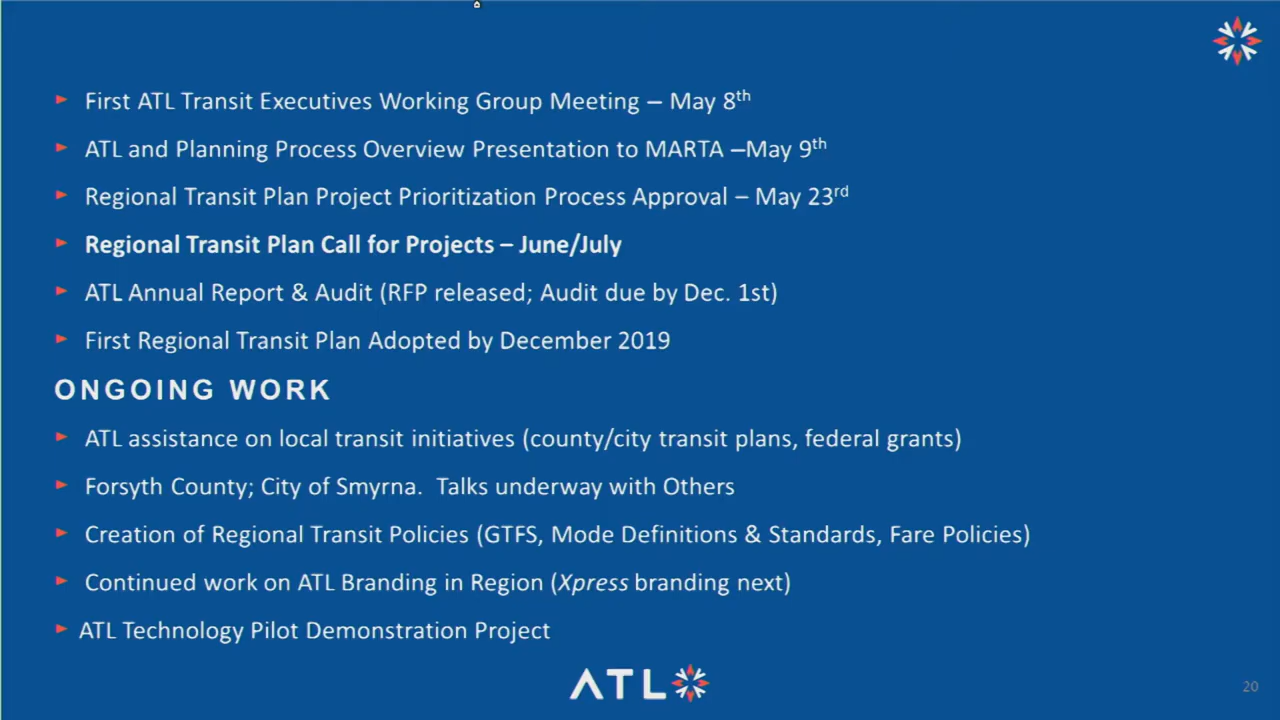 ► First ATL Transit Executives Working Group Meeting – May 8th
► ATL and Planning Process Overview Presentation to MARTA –May 9th
► Regional Transit Plan Project Prioritization Process Approval – May 23rd
► Regional Transit Plan Call for Projects – June/July
► ATL Annual Report & Audit (RFP released; Audit due by Dec. 1st)
► First Regional Transit Plan Adopted by December 2019
ONGOING WORK
► ATL assistance on local transit initiatives (county/city transit plans, federal grants)
► Forsyth County; City of Smyrna.  Talks underway with Others
► Creation of Regional Transit Policies (GTFS, Mode Definitions & Standards, Fare Policies)
► Continued work on ATL Branding in Region (Xpress branding next)
► ATL Technology Pilot Demonstration Project
ATL
20